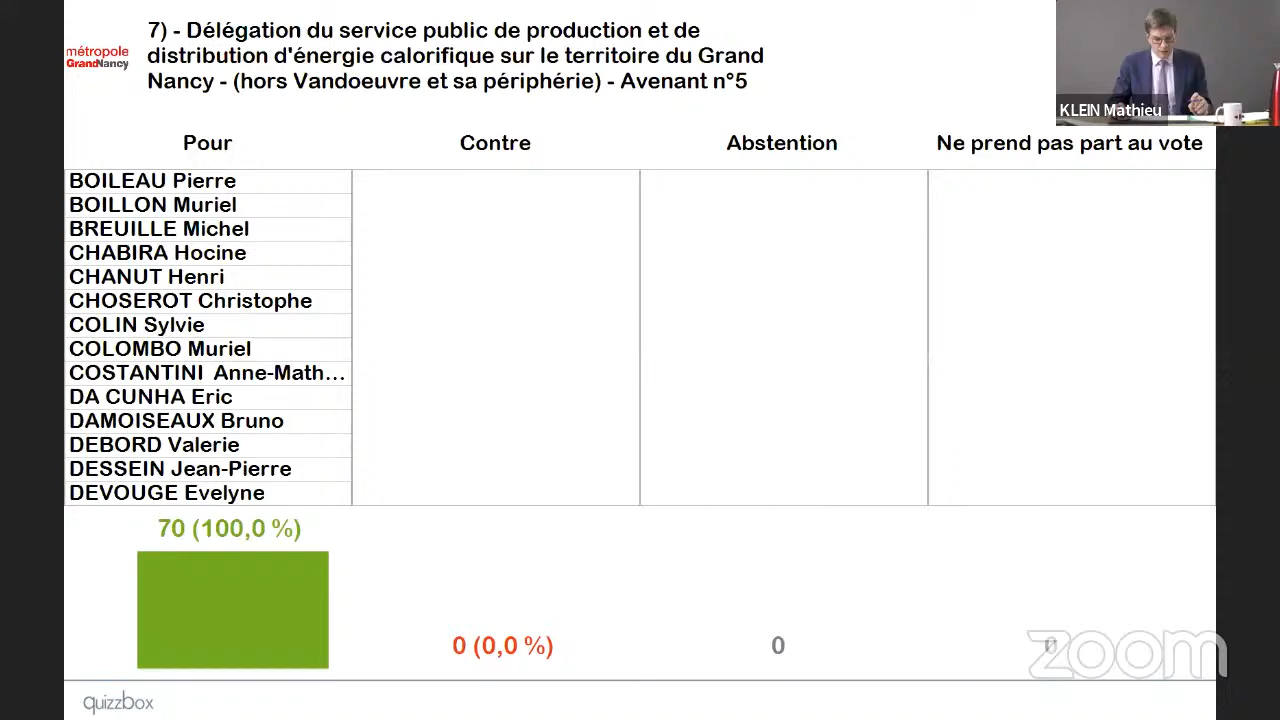 7) - Délégation du service public de production et de
distribution d'énergie calorifique sur le territoire du Grand
Nancy - (hors Vandoeuvre et sa périphérie) - Avenant n°5
métropole
GrandNancy
KLEIN Mathieu
Pour
Contre
Abstention
Ne prend pas part au vote
BOILEAU Pierre
BOILLON Muriel
BREUILLE Michel
CHABIRA Hocine
CHANUT Henri
CHOSEROT Christophe
COLIN Sylvie
COLOMBO Muriel
COSTANTINI Anne-Math...
DA CUNHA Eric
DAMOISEAUX Bruno
DEBORD Valerie
DESSEIN Jean-Pierre
DEVOUGE Evelyne
70 (100,0 %)
0 (0,0 %)
0
0
zoom
quizzbox